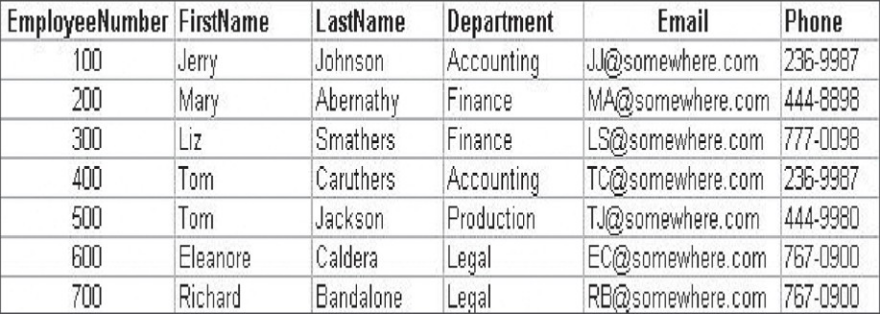 EmployeeNumber FirstName LastName Department Email Phone
100 Jerry Johnson Accounting JJ@somewhere.com 236-9987
200 Mary Abernathy Finance MA@somewhere.com 444-8898
300 Liz Smathers Finance LS@somewhere.com 777-0098
400 Tom Caruthers Accounting TC@somewhere.com 236-9987
500 Tom Jackson Production TJ@somewhere.com 444-9980
600 Eleanore Caldera Legal EC@somewhere.com 767-0900
700 Richard Bandalone Legal RB@somewhere.com 767-0900